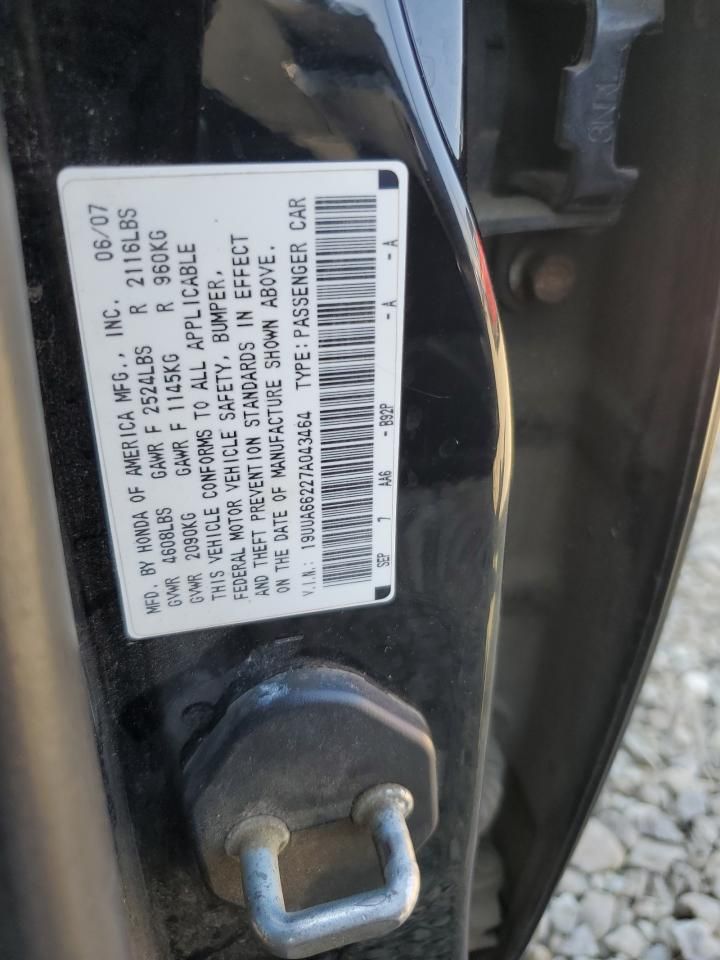 MFD. BY HONDA OF AMERICA MFG., INC. 06/07
GVWR 4608LBS GAWR F 2524LBS R 2116LBS
GVWR 2090KG GAWR F 1145KG R 960KG
THIS VEHICLE CONFORMS TO ALL APPLICABLE
FEDERAL MOTOR VEHICLE SAFETY, BUMPER,
AND THEFT PREVENTION STANDARDS IN EFFECT
ON THE DATE OF MANUFACTURE SHOWN ABOVE.
V.I.N.: 19UUA66227A043464 TYPE: PASSENGER CAR
SEP 7 AA6 - B92P - A - A